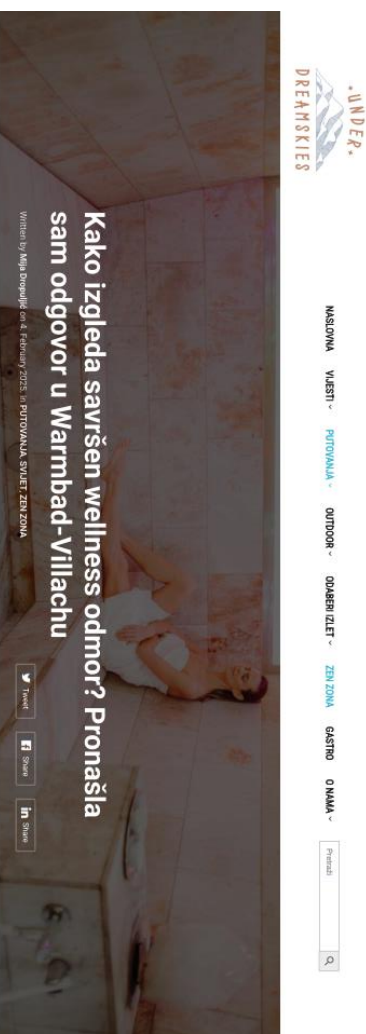 • UNDER •
DREAMSKIES
NASLOVNA VIJESTI PUTOVANJA OUTDOOR ODABERI IZLET ZEN ZONA GASTRO O NAMA
Pretraži
Kako izgleda savršen wellness odmor? Pronašla
sam odgovor u Warmbad-Villachu
Written by Mija Dropuljić on 4. February 2025. in PUTOVANJA, SVIJET, ZEN ZONA
Tweet Share Share